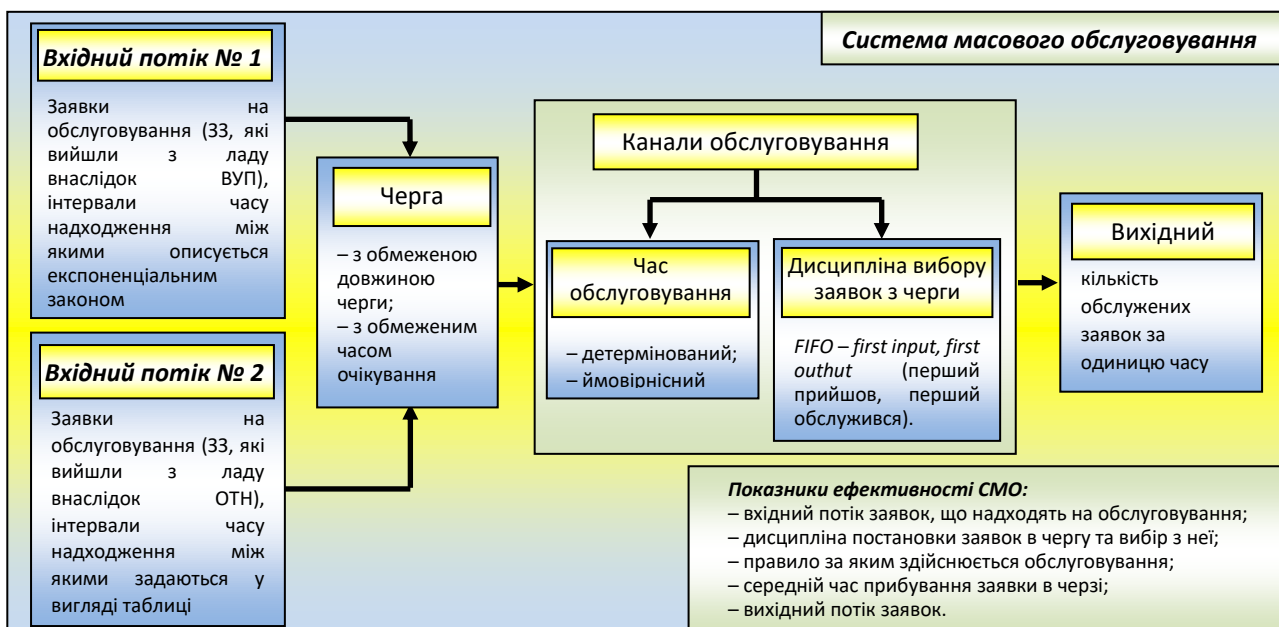 Система масового обслуговування
Вхідний потік № 1
Заявки на
обслуговування (ЗЗ, які
вийшли з ладу
внаслідок ВУП),
інтервали часу
надходження між
якими описується
експоненціальним
законом
Вхідний потік № 2
Заявки на
обслуговування (ЗЗ, які
вийшли з ладу
внаслідок ОТН),
інтервали часу
надходження між
якими задаються у
вигляді таблиці
Черга
– з обмеженою
довжиною
черги;
– з обмеженим
часом
очікування
Канали обслуговування
Час
обслуговування
– детермінований;
– ймовірнісний
Дисципліна вибору
заявок з черги
FIFO – first input, first
outhut (перший
прийшов, перший
обслужився).
Вихідний
кількість
обслужених
заявок за
одиницю часу
Показники ефективності СМО:
– вхідний потік заявок, що надходять на обслуговування;
– дисципліна постановки заявок в чергу та вибір з неї;
– правило за яким здійснюється обслуговування;
– середній час прибування заявки в черзі;
– вихідний потік заявок.